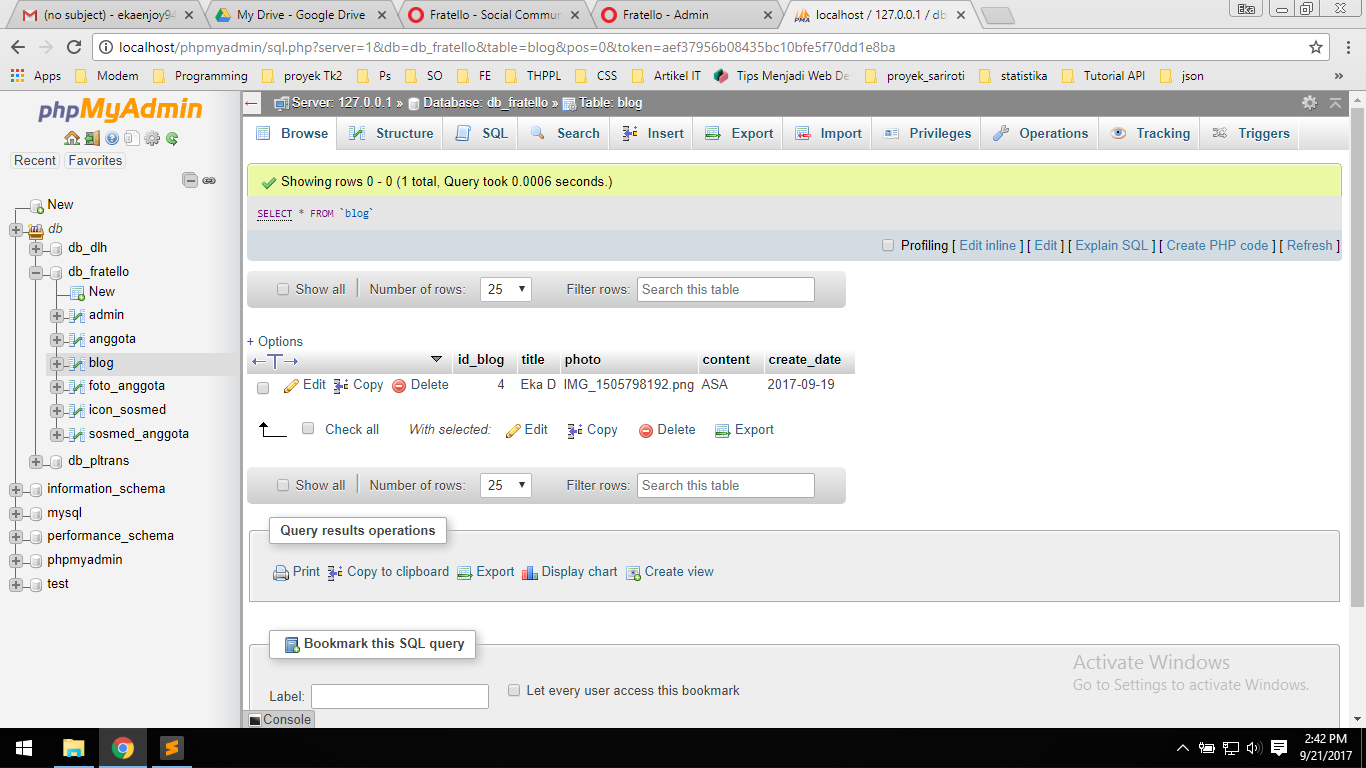 (no subject) - ekaenjoy94
My Drive - Google Drive
Fratello - Social Commun
Fratello - Admin
localhost / 127.0.0.1 / db
Eka
localhost/phpmyadmin/sql.php?server=1&db=db_fratello&table=blog&pos=0&token=aef37956b08435bc10bfe5f70dd1e8ba
Apps Modem Programming proyek Tk2 Ps SO FE THPPL CSS Artikel IT Tips Menjadi Web De proyek_sariroti statistika Tutorial API json »
phpMyAdmin
Recent Favorites
New
db
db_dlh
db_fratello
New
admin
anggota
blog
foto_anggota
icon_sosmed
sosmed_anggota
db_pltrans
information_schema
mysql
performance_schema
phpmyadmin
test
Server: 127.0.0.1 » Database: db_fratello » Table: blog
Browse Structure SQL Search Insert Export Import Privileges Operations Tracking Triggers
Showing rows 0 - 0 (1 total, Query took 0.0006 seconds.)
SELECT * FROM `blog`
Profiling [ Edit inline ] [ Edit ] [ Explain SQL ] [ Create PHP code ] [ Refresh ]
Show all Number of rows: 25 Filter rows: Search this table
+ Options
←T→ id_blog title photo content create_date
Edit Copy Delete 4 Eka D IMG_1505798192.png ASA 2017-09-19
Check all With selected: Edit Copy Delete Export
Show all Number of rows: 25 Filter rows: Search this table
Query results operations
Print Copy to clipboard Export Display chart Create view
Bookmark this SQL query
Label: Let every user access this bookmark
Console
Activate Windows
Go to Settings to activate Windows.
2:42 PM
9/21/2017